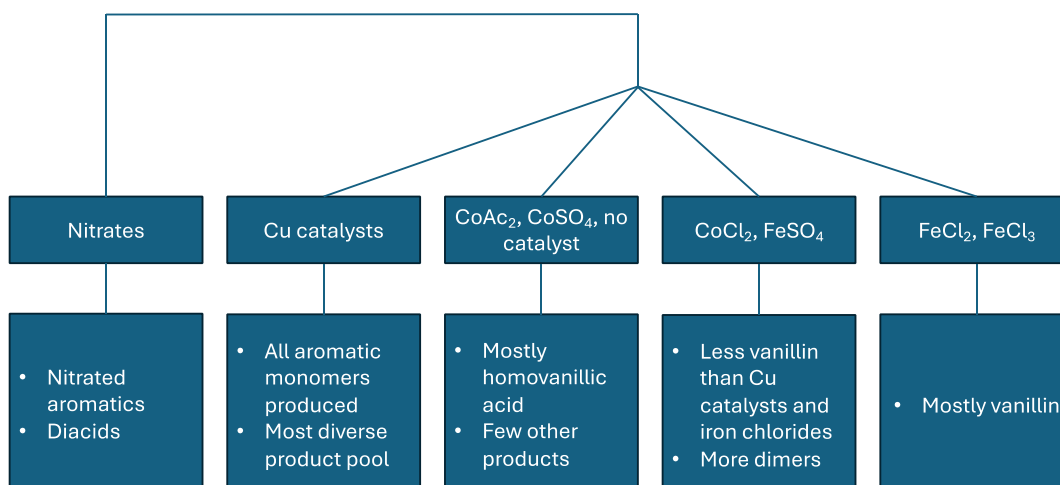 Nitrates
Cu catalysts
CoAc₂, CoSO₄, no
catalyst
CoCl₂, FeSO₄
FeCl₂, FeCl₃
• Nitrated
aromatics
• Diacids
• All aromatic
monomers
produced
• Most diverse
product pool
• Mostly
homovanillic
acid
• Few other
products
• Less vanillin
than Cu
catalysts and
iron chlorides
• More dimers
• Mostly vanillin